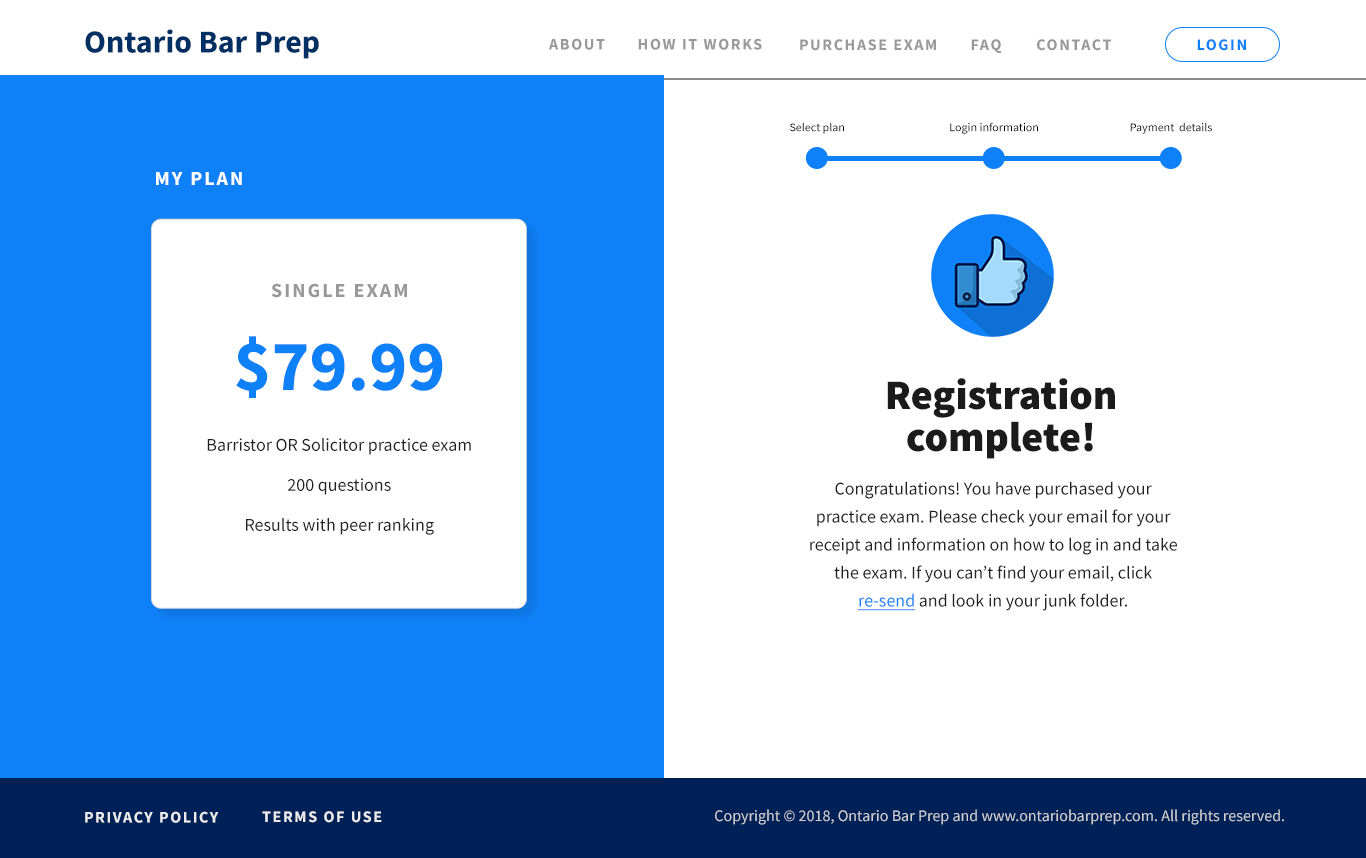 Ontario Bar Prep
ABOUT
HOW IT WORKS
PURCHASE EXAM
FAQ
CONTACT
LOGIN
MY PLAN
SINGLE EXAM
$79.99
Barristor OR Solicitor practice exam
200 questions
Results with peer ranking
Select plan
Login information
Payment details
Registration
complete!
Congratulations! You have purchased your
practice exam. Please check your email for your
receipt and information on how to log in and take
the exam. If you can’t find your email, click
re-send and look in your junk folder.
PRIVACY POLICY
TERMS OF USE
Copyright © 2018, Ontario Bar Prep and www.ontariobarprep.com. All rights reserved.